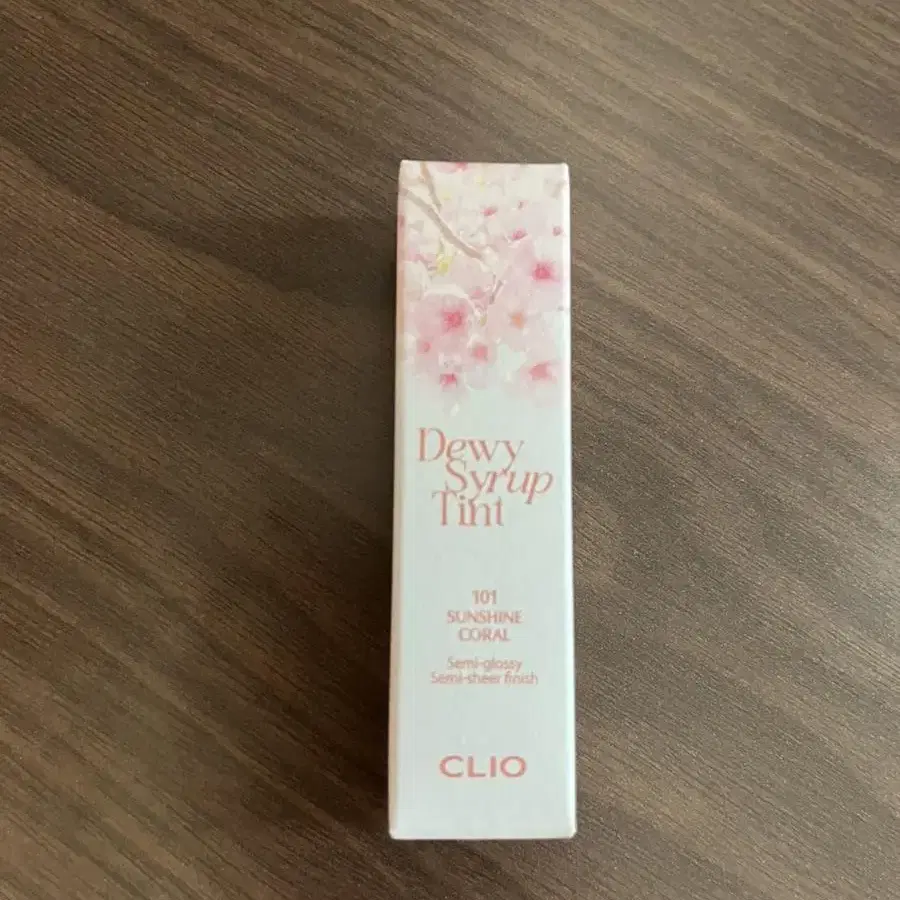 Dewy
Syrup
Tint
101
SUNSHINE
CORAL
Semi-glossy
Semi-sheer finish
CLIO